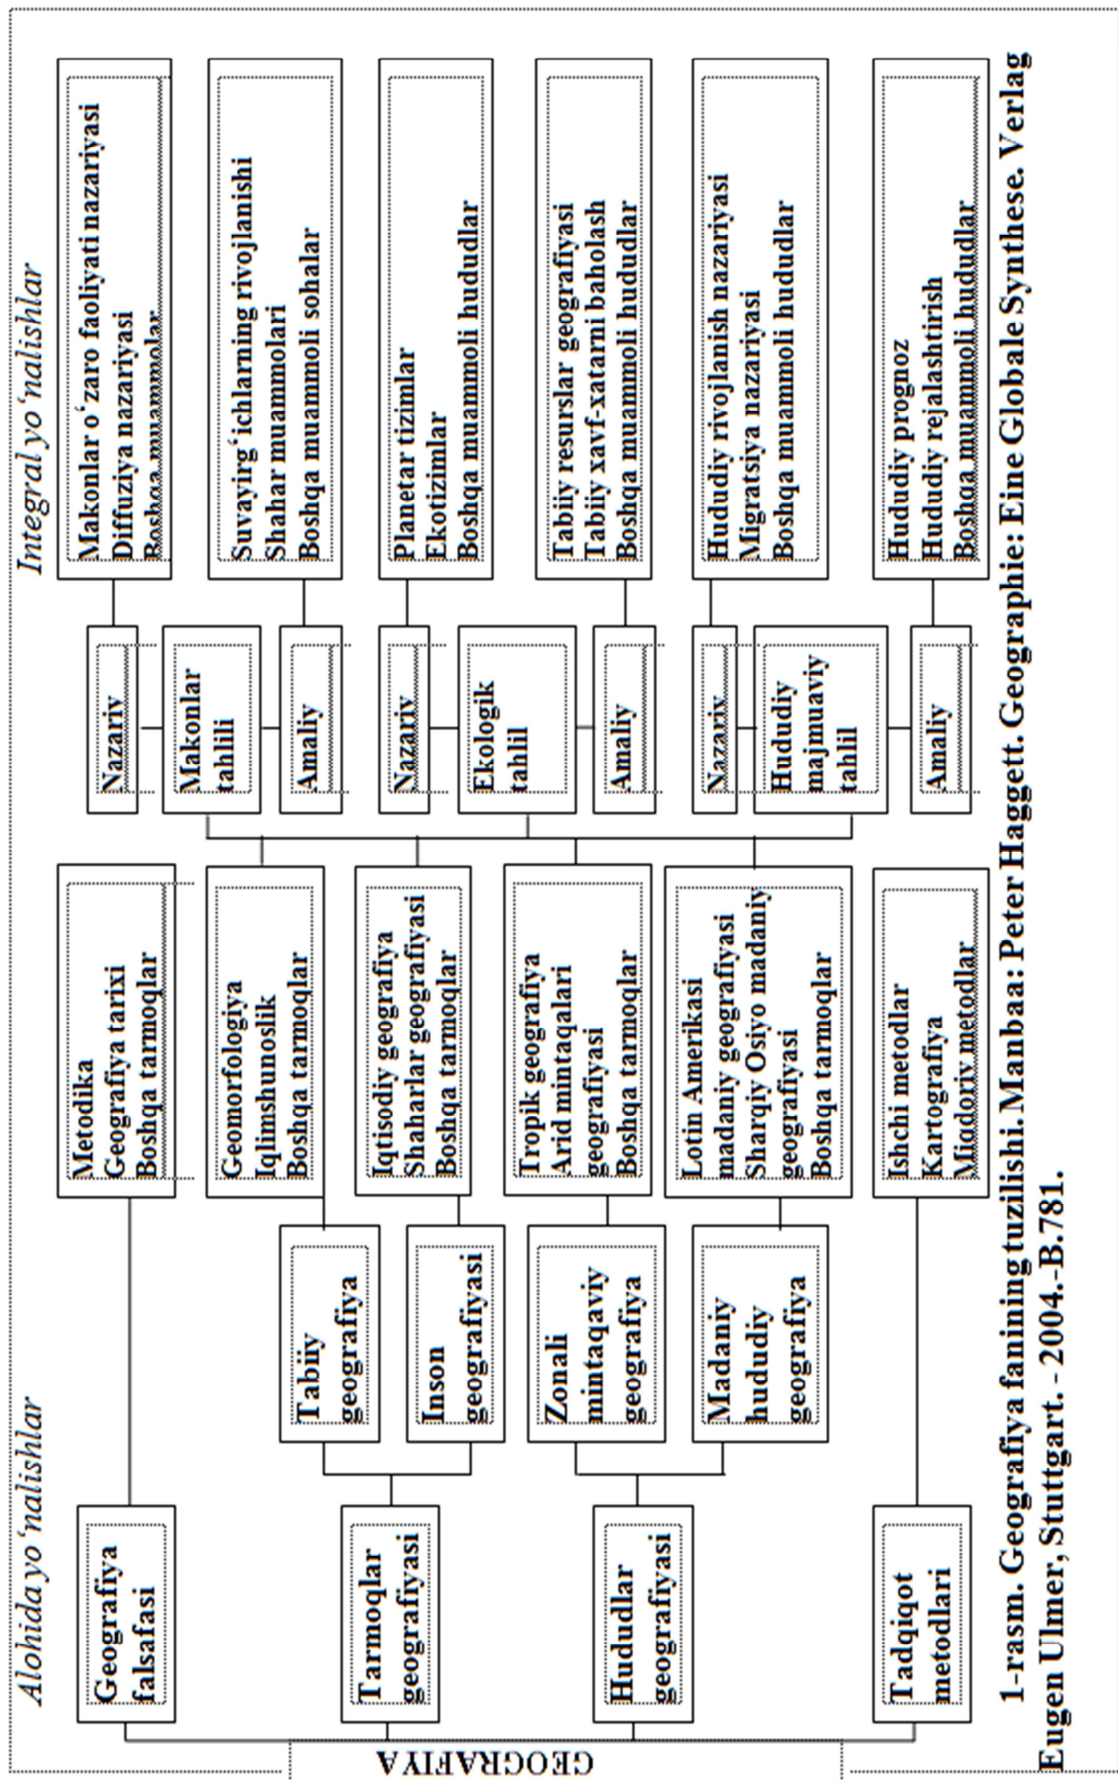 Alohida yo‘nalishlar
Integral yo‘nalishlar
GEOGRAFIYA
Geografiya
falsafasi
Tarmoqlar
geografiyasi
Hududlar
geografiyasi
Tadqiqot
metodlari
Tabiiy
geografiya
Inson
geografiyasi
Zonali
mintaqaviy
geografiya
Madaniy
hududiy
geografiya
Metodika
Geografiya tarixi
Boshqa tarmoqlar
Geomorfologiya
Iqlimshunoslik
Boshqa tarmoqlar
Iqtisodiy geografiya
Shaharlar geografiyasi
Boshqa tarmoqlar
Tropik geografiya
Arid mintaqalari
geografiyasi
Boshqa tarmoqlar
Lotin Amerikasi
madaniy geografiyasi
Sharqiy Osiyo madaniy
geografiyasi
Boshqa tarmoqlar
Ishchi metodlar
Kartografiya
Miqdoriy metodlar
Nazariy
Makonlar
tahlili
Amaliy
Nazariy
Ekologik
tahlil
Amaliy
Nazariy
Hududiy
majmuaviy
tahlil
Amaliy
Makonlar o‘zaro faoliyati nazariyasi
Diffuziya nazariyasi
Boshqa muammolar
Suvayirg‘ichlarning rivojlanishi
Shahar muammolari
Boshqa muammoli sohalar
Planetar tizimlar
Ekotizimlar
Boshqa muammoli hududlar
Tabiiy resurslar geografiyasi
Tabiiy xavf-xatarni baholash
Boshqa muammoli hududlar
Hududiy rivojlanish nazariyasi
Migratsiya nazariyasi
Boshqa muammoli hududlar
Hududiy prognoz
Hududiy rejalashtirish
Boshqa muammoli hududlar
1-rasm. Geografiya fanining tuzilishi. Manbaa: Peter Haggett. Geographie: Eine Globale Synthese. Verlag
Eugen Ulmer, Stuttgart. - 2004.-B.781.